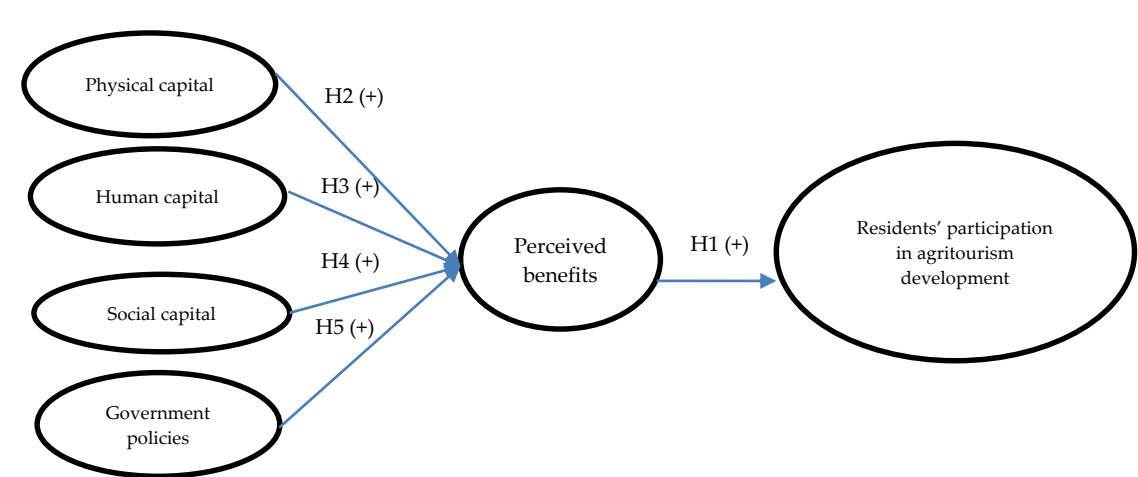 Physical capital
H2 (+)
Human capital
H3 (+)
Social capital
H4 (+)
Government
policies
H5 (+)
Perceived
benefits
H1 (+)
Residents’ participation
in agritourism
development